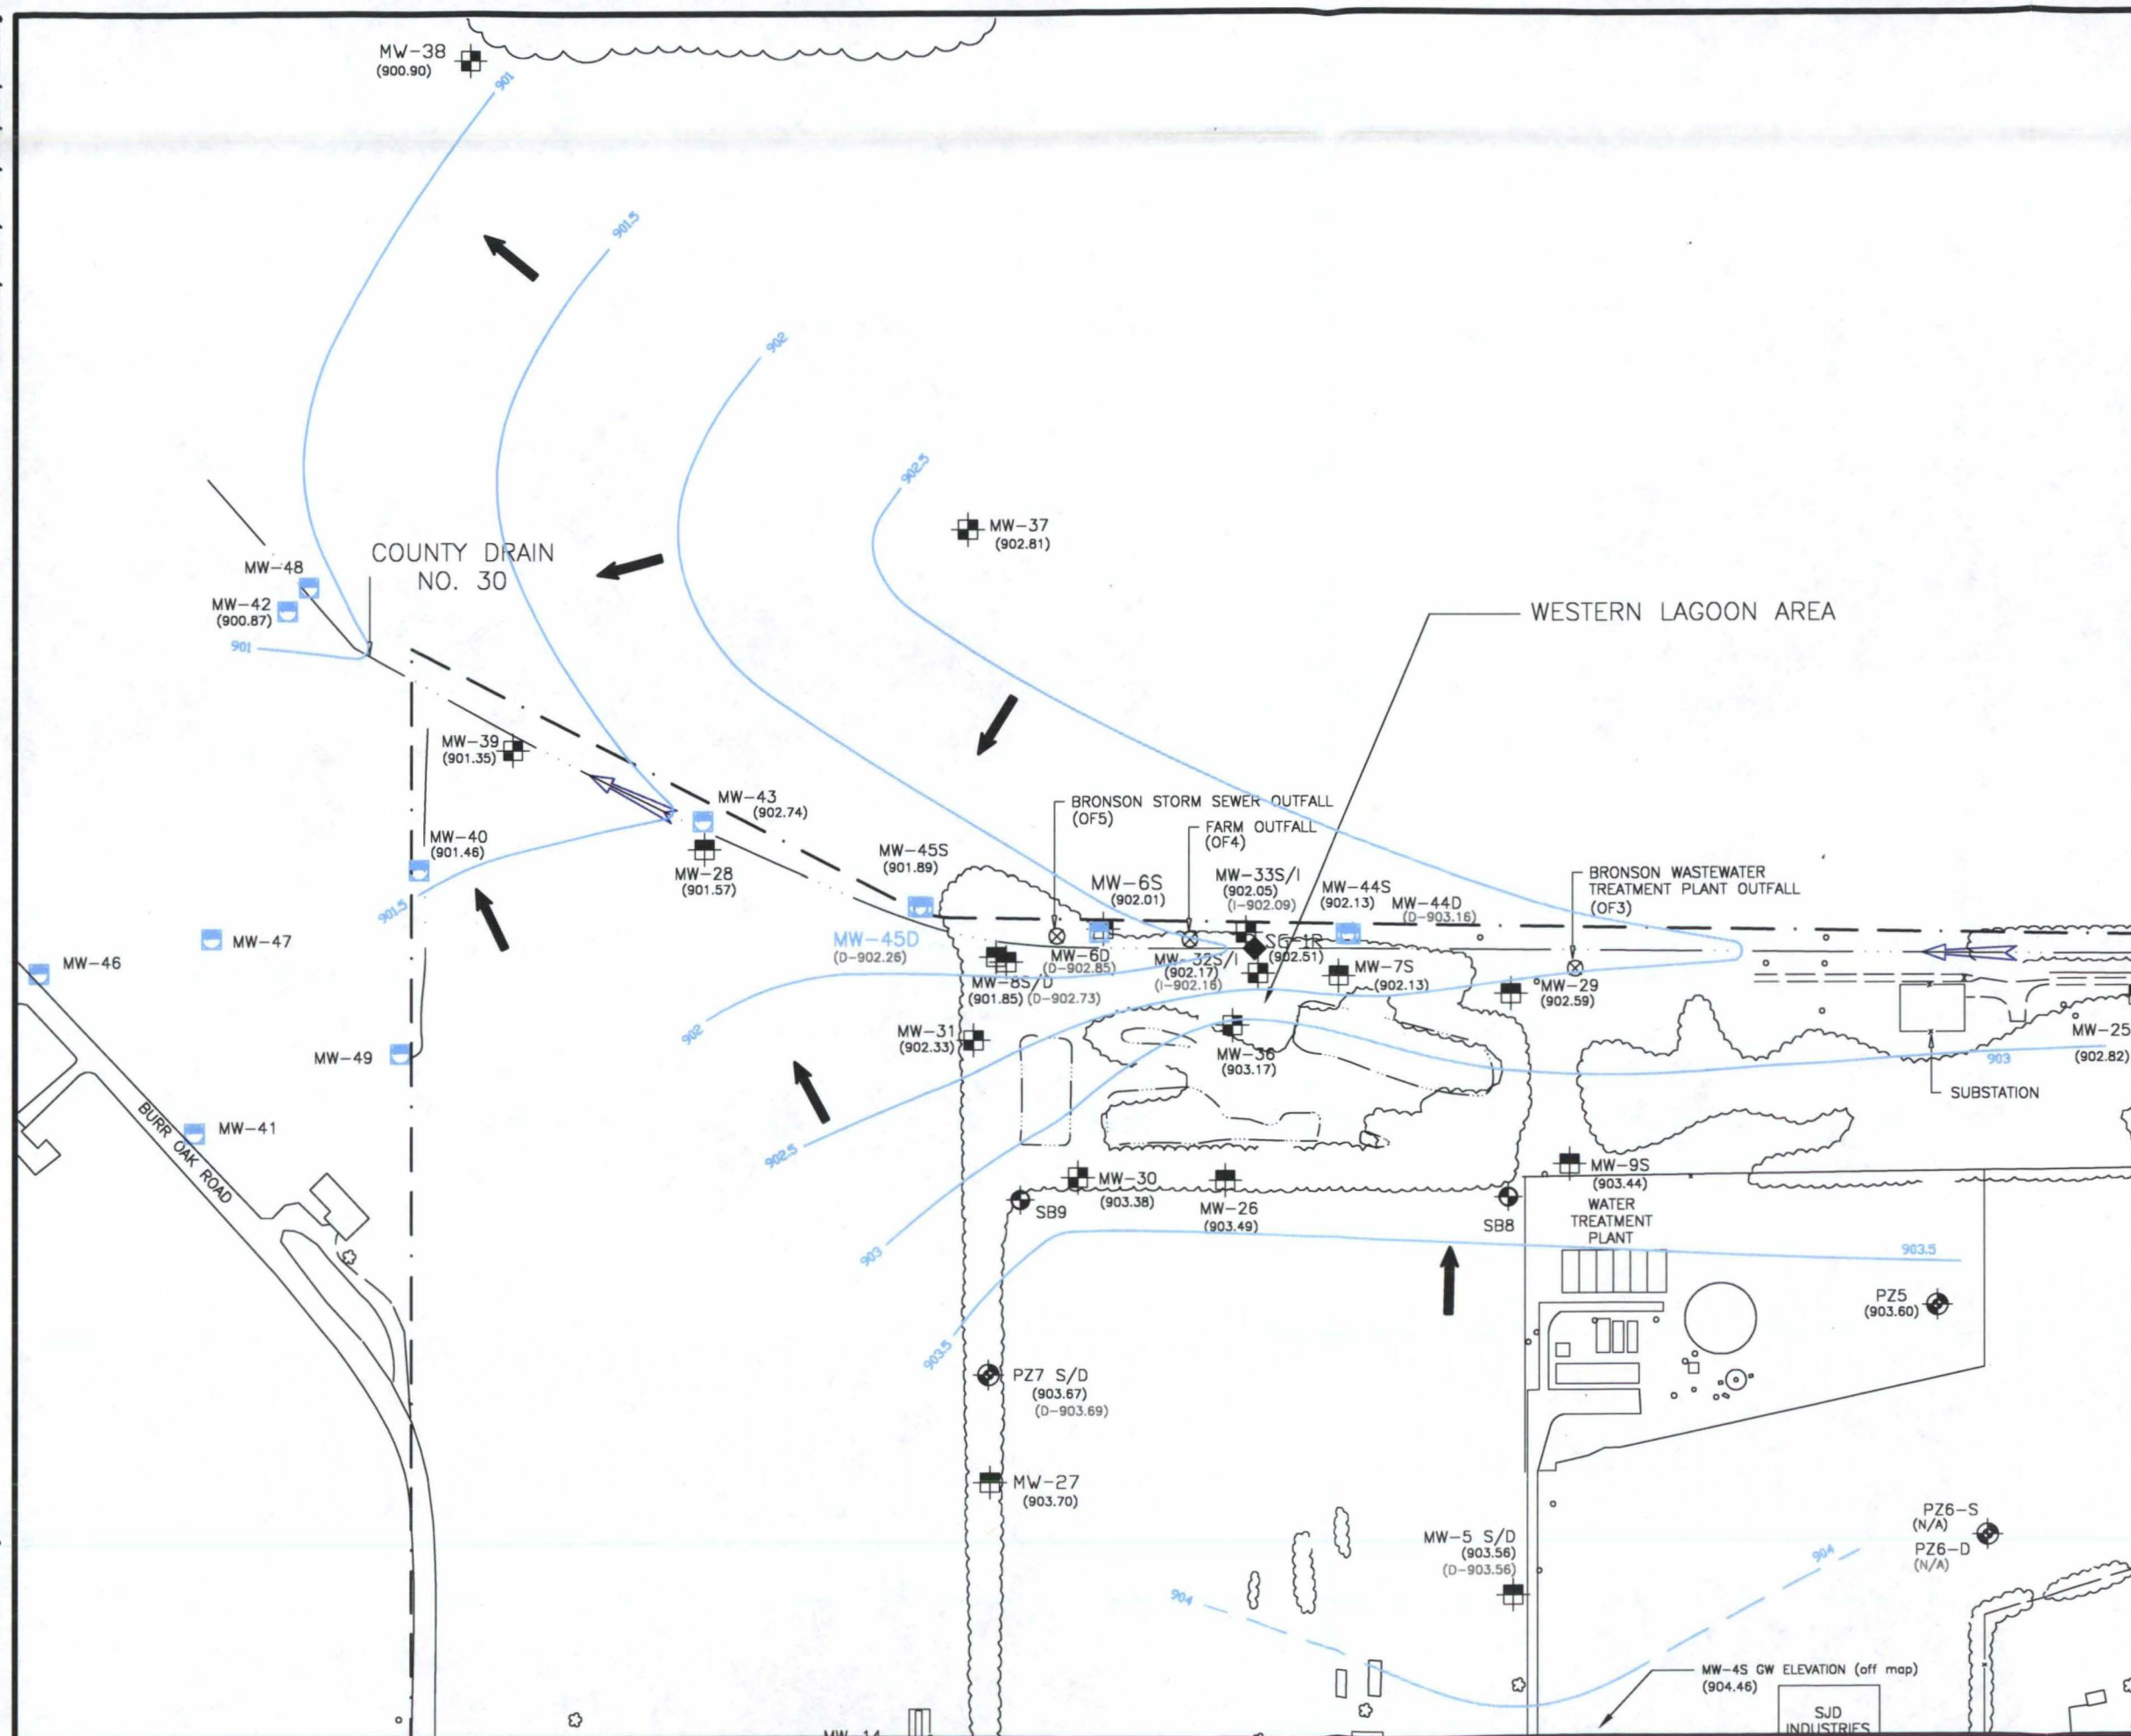 MW-38
(900.90)
901
901.5
902
902.5
MW-37
(902.81)
COUNTY DRAIN
NO. 30
MW-48
MW-42
(900.87)
901
WESTERN LAGOON AREA
MW-39
(901.35)
MW-43
(902.74)
MW-40
(901.46)
MW-28
(901.57)
901.5
MW-45S
(901.89)
BRONSON STORM SEWER OUTFALL
(OF5)
FARM OUTFALL
(OF4)
MW-6S
(902.01)
MW-33S/I
(902.05)
(I-902.09)
MW-44S
(902.13)
MW-44D
(D-903.16)
BRONSON WASTEWATER
TREATMENT PLANT OUTFALL
(OF3)
MW-47
MW-46
MW-45D
(D-902.26)
MW-6D
(D-902.85)
SG-1R
(902.51)
MW-32S/I
(902.17)
(I-902.16)
MW-7S
(902.13)
MW-8S/D
(901.85) (D-902.73)
MW-29
(902.59)
902
MW-31
(902.33)
MW-36
(903.17)
MW-25
(902.82)
903
SUBSTATION
MW-49
MW-41
BURR OAK ROAD
902.5
MW-30
(903.38)
MW-26
(903.49)
MW-9S
(903.44)
SB9
SB8
WATER
TREATMENT
PLANT
903
903.5
PZ5
(903.60)
903.5
PZ7 S/D
(903.67)
(D-903.69)
MW-27
(903.70)
MW-5 S/D
(903.56)
(D-903.56)
PZ6-S
(N/A)
PZ6-D
(N/A)
904
904
MW-4S GW ELEVATION (off map)
(904.46)
SJD
INDUSTRIES
MW-14